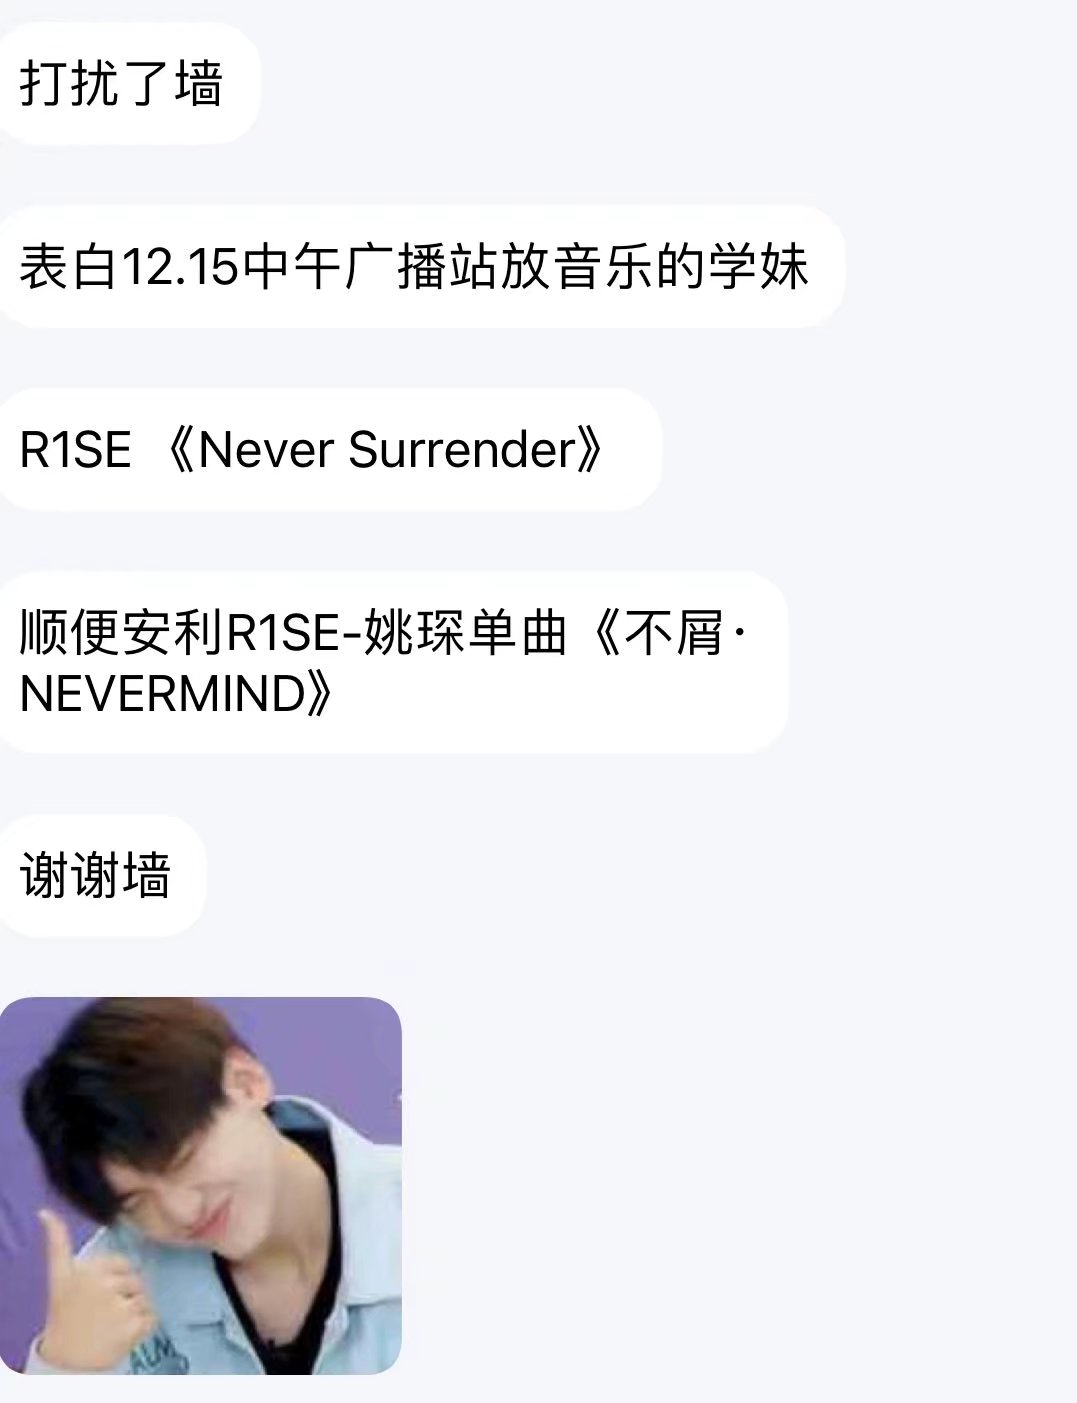 打扰了墙
表白12.15中午广播站放音乐的学妹
R1SE 《Never Surrender》
顺便安利R1SE-姚琛单曲《不屑·
NEVERMIND》
谢谢墙